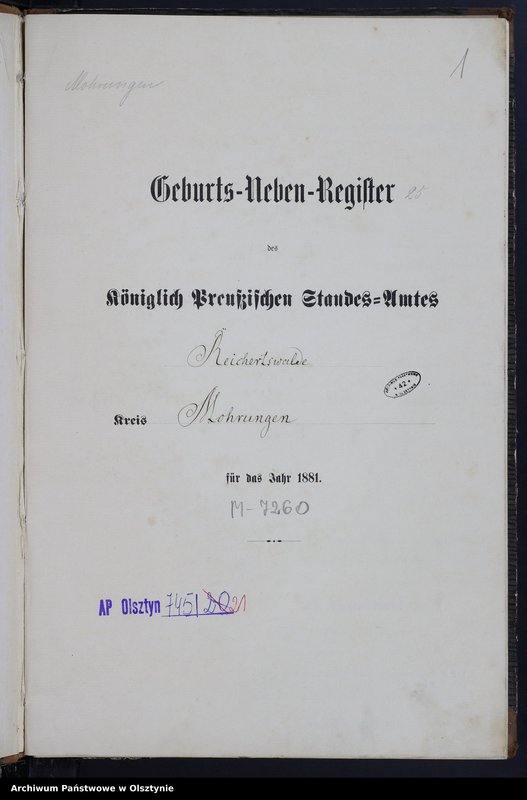 1
Mohrungen
Geburts-Neben-Register 25
des
Königlich Preußischen Standes-Amtes
Reichertswalde
42
Kreis Mohrungen
für das Jahr 1881.
M-7260
AP Olsztyn 745/20 21
Archiwum Państwowe w Olsztynie